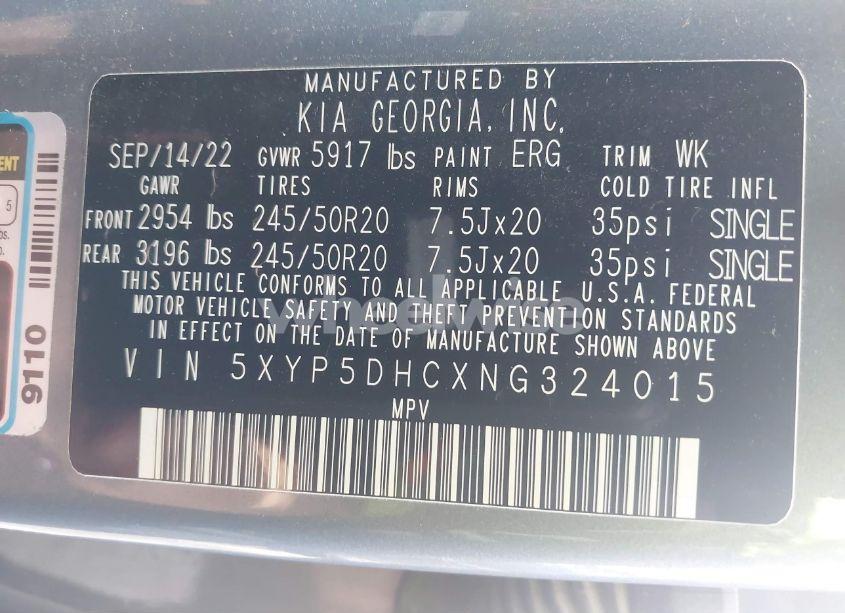 MANUFACTURED BY
KIA GEORGIA, INC.
SEP/14/22 GVWR 5917 lbs PAINT ERG TRIM WK
GAWR TIRES RIMS COLD TIRE INFL
FRONT 2954 lbs 245/50R20 7.5Jx20 35psi SINGLE
REAR 3196 lbs 245/50R20 7.5Jx20 35psi SINGLE
THIS VEHICLE CONFORMS TO ALL APPLICABLE U.S.A. FEDERAL
MOTOR VEHICLE SAFETY AND THEFT PREVENTION STANDARDS
IN EFFECT ON THE DATE OF MANUFACTURE SHOWN ABOVE
VIN 5XYP5DHCXNG324015
MPV
9110
5
wheelwise